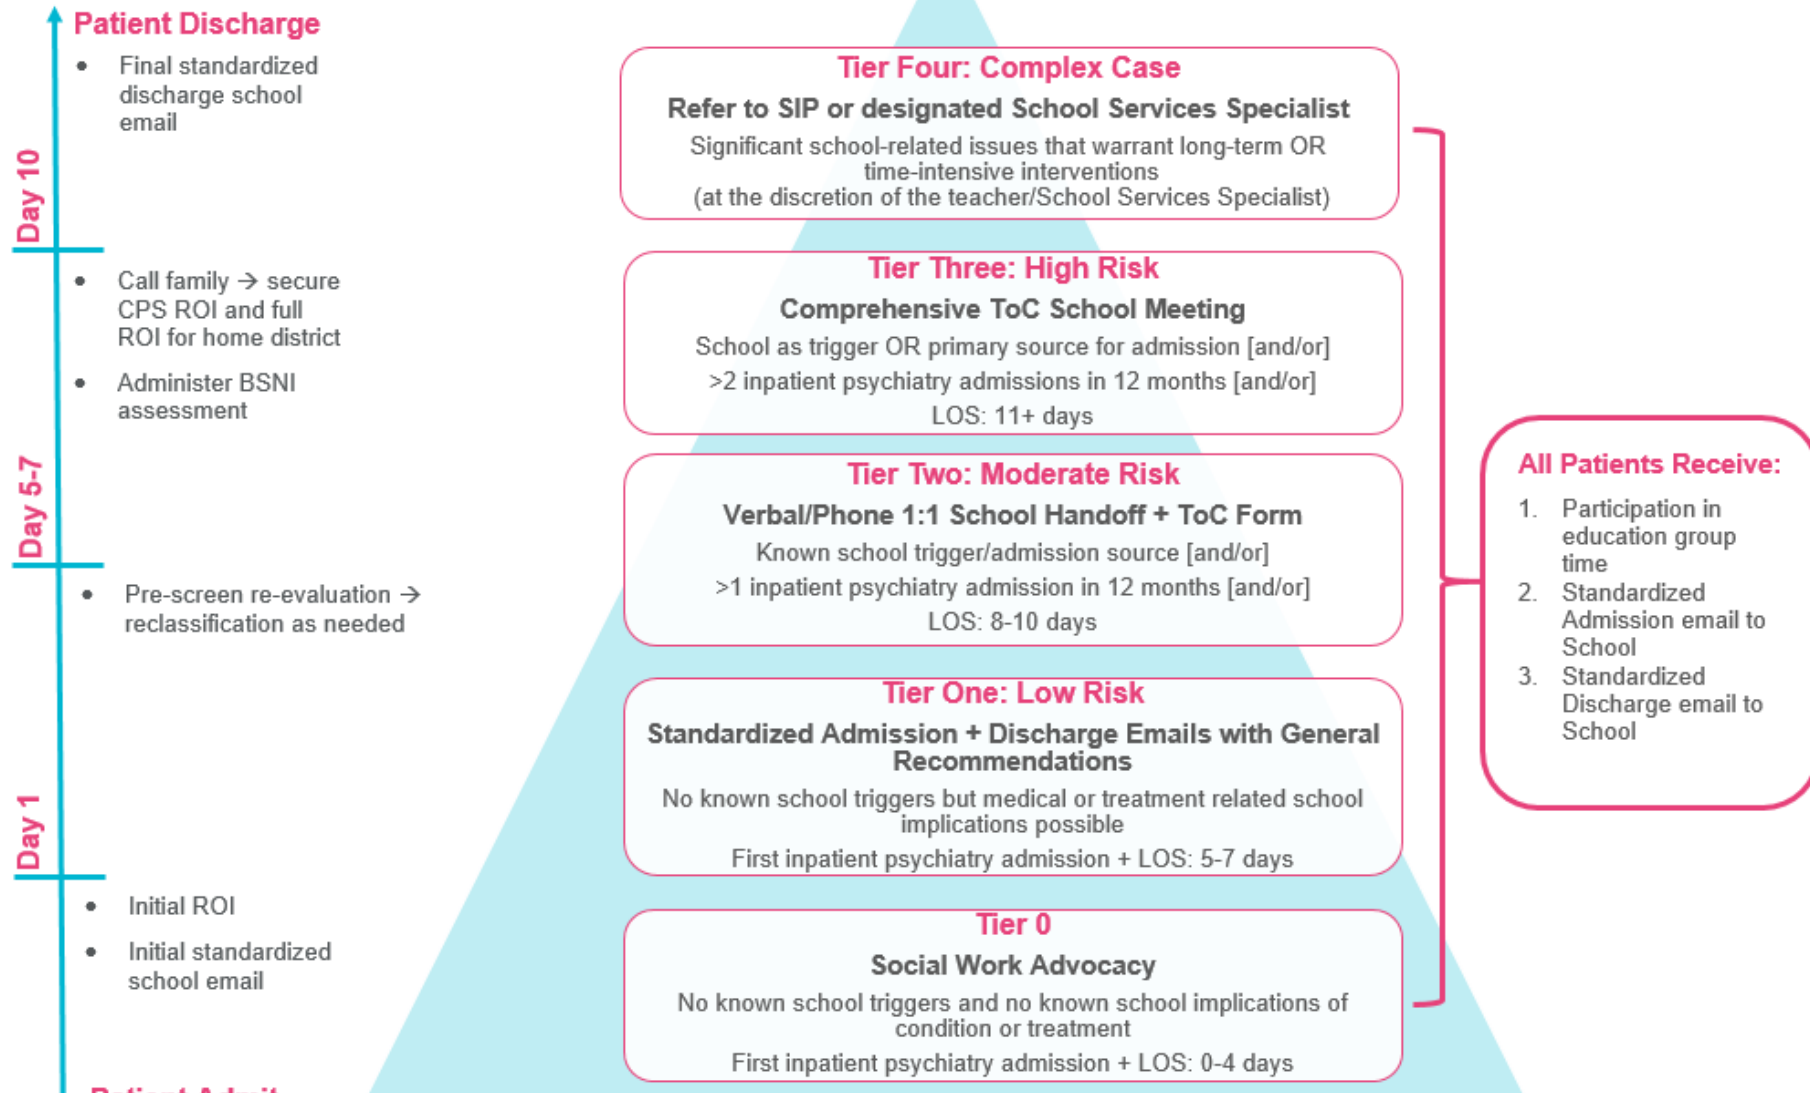 Patient Discharge
• Final standardized
discharge school
email
Day 10
• Call family → secure
CPS ROI and full
ROI for home district
• Administer BSNI
assessment
Day 5-7
• Pre-screen re-evaluation →
reclassification as needed
Day 1
• Initial ROI
• Initial standardized
school email
Patient Admit
Tier Four: Complex Case
Refer to SIP or designated School Services Specialist
Significant school-related issues that warrant long-term OR
time-intensive interventions
(at the discretion of the teacher/School Services Specialist)
Tier Three: High Risk
Comprehensive ToC School Meeting
School as trigger OR primary source for admission [and/or]
>2 inpatient psychiatry admissions in 12 months [and/or]
LOS: 11+ days
Tier Two: Moderate Risk
Verbal/Phone 1:1 School Handoff + ToC Form
Known school trigger/admission source [and/or]
>1 inpatient psychiatry admission in 12 months [and/or]
LOS: 8-10 days
Tier One: Low Risk
Standardized Admission + Discharge Emails with General
Recommendations
No known school triggers but medical or treatment related school
implications possible
First inpatient psychiatry admission + LOS: 5-7 days
Tier 0
Social Work Advocacy
No known school triggers and no known school implications of
condition or treatment
First inpatient psychiatry admission + LOS: 0-4 days
All Patients Receive:
1. Participation in
education group
time
2. Standardized
Admission email to
School
3. Standardized
Discharge email to
School